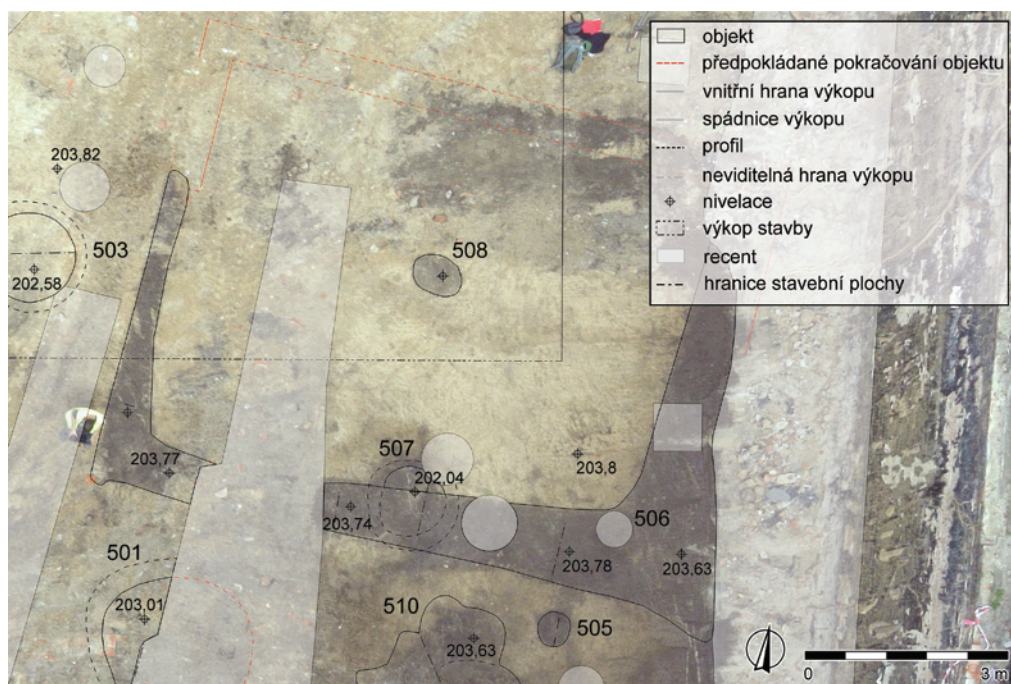 objekt
předpokládané pokračování objektu
vnitřní hrana výkopu
spádnice výkopu
profil
neviditelná hrana výkopu
nivelace
výkop stavby
recent
hranice stavební plochy
203,82
503
202,58
508
507
203,8
203,77
202,04
203,74
506
203,78
203,63
501
203,01
510
203,63
505
0
3 m